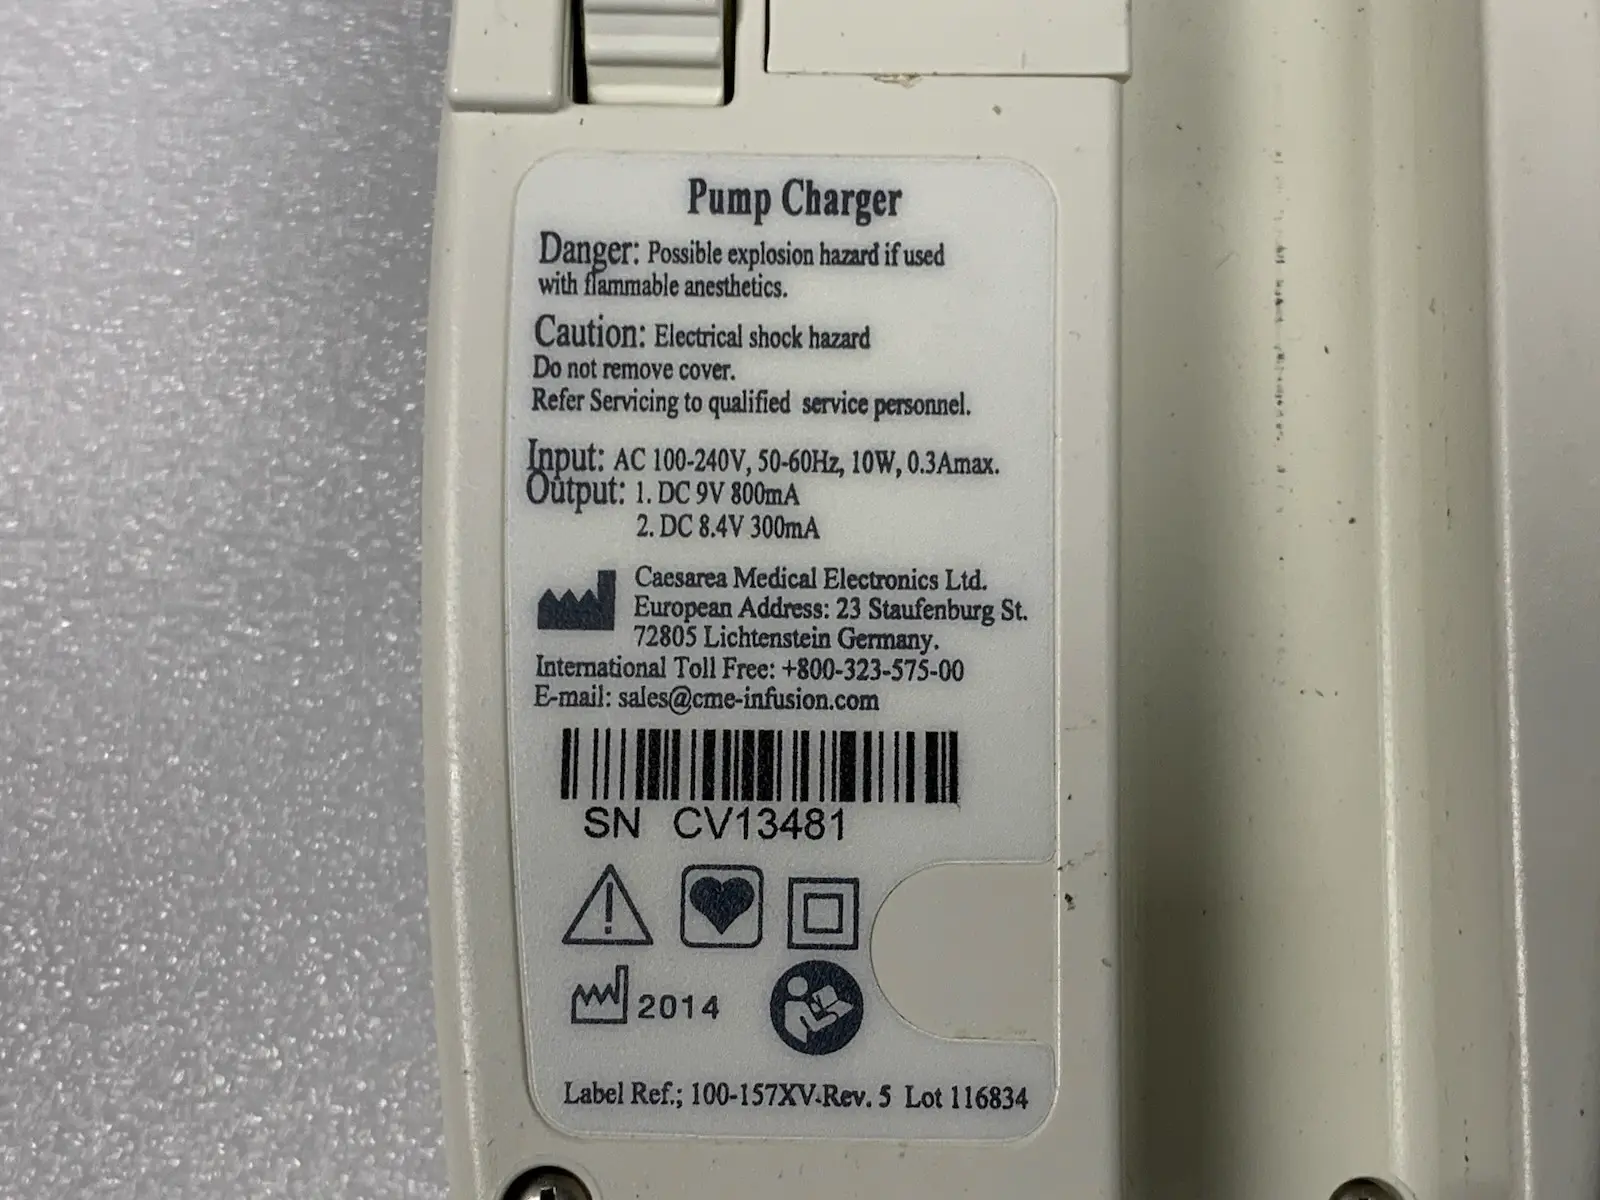 Pump Charger
Danger: Possible explosion hazard if used
with flammable anesthetics.
Caution: Electrical shock hazard
Do not remove cover.
Refer Servicing to qualified service personnel.
Input: AC 100-240V, 50-60Hz, 10W, 0.3Amax.
Output: 1. DC 9V 800mA
2. DC 8.4V 300mA
Caesarea Medical Electronics Ltd.
European Address: 23 Staufenburg St.
72805 Lichtenstein Germany.
International Toll Free: +800-323-575-00
E-mail: sales@cme-infusion.com
SN CV13481
2014
Label Ref.; 100-157XV-Rev. 5 Lot 116834